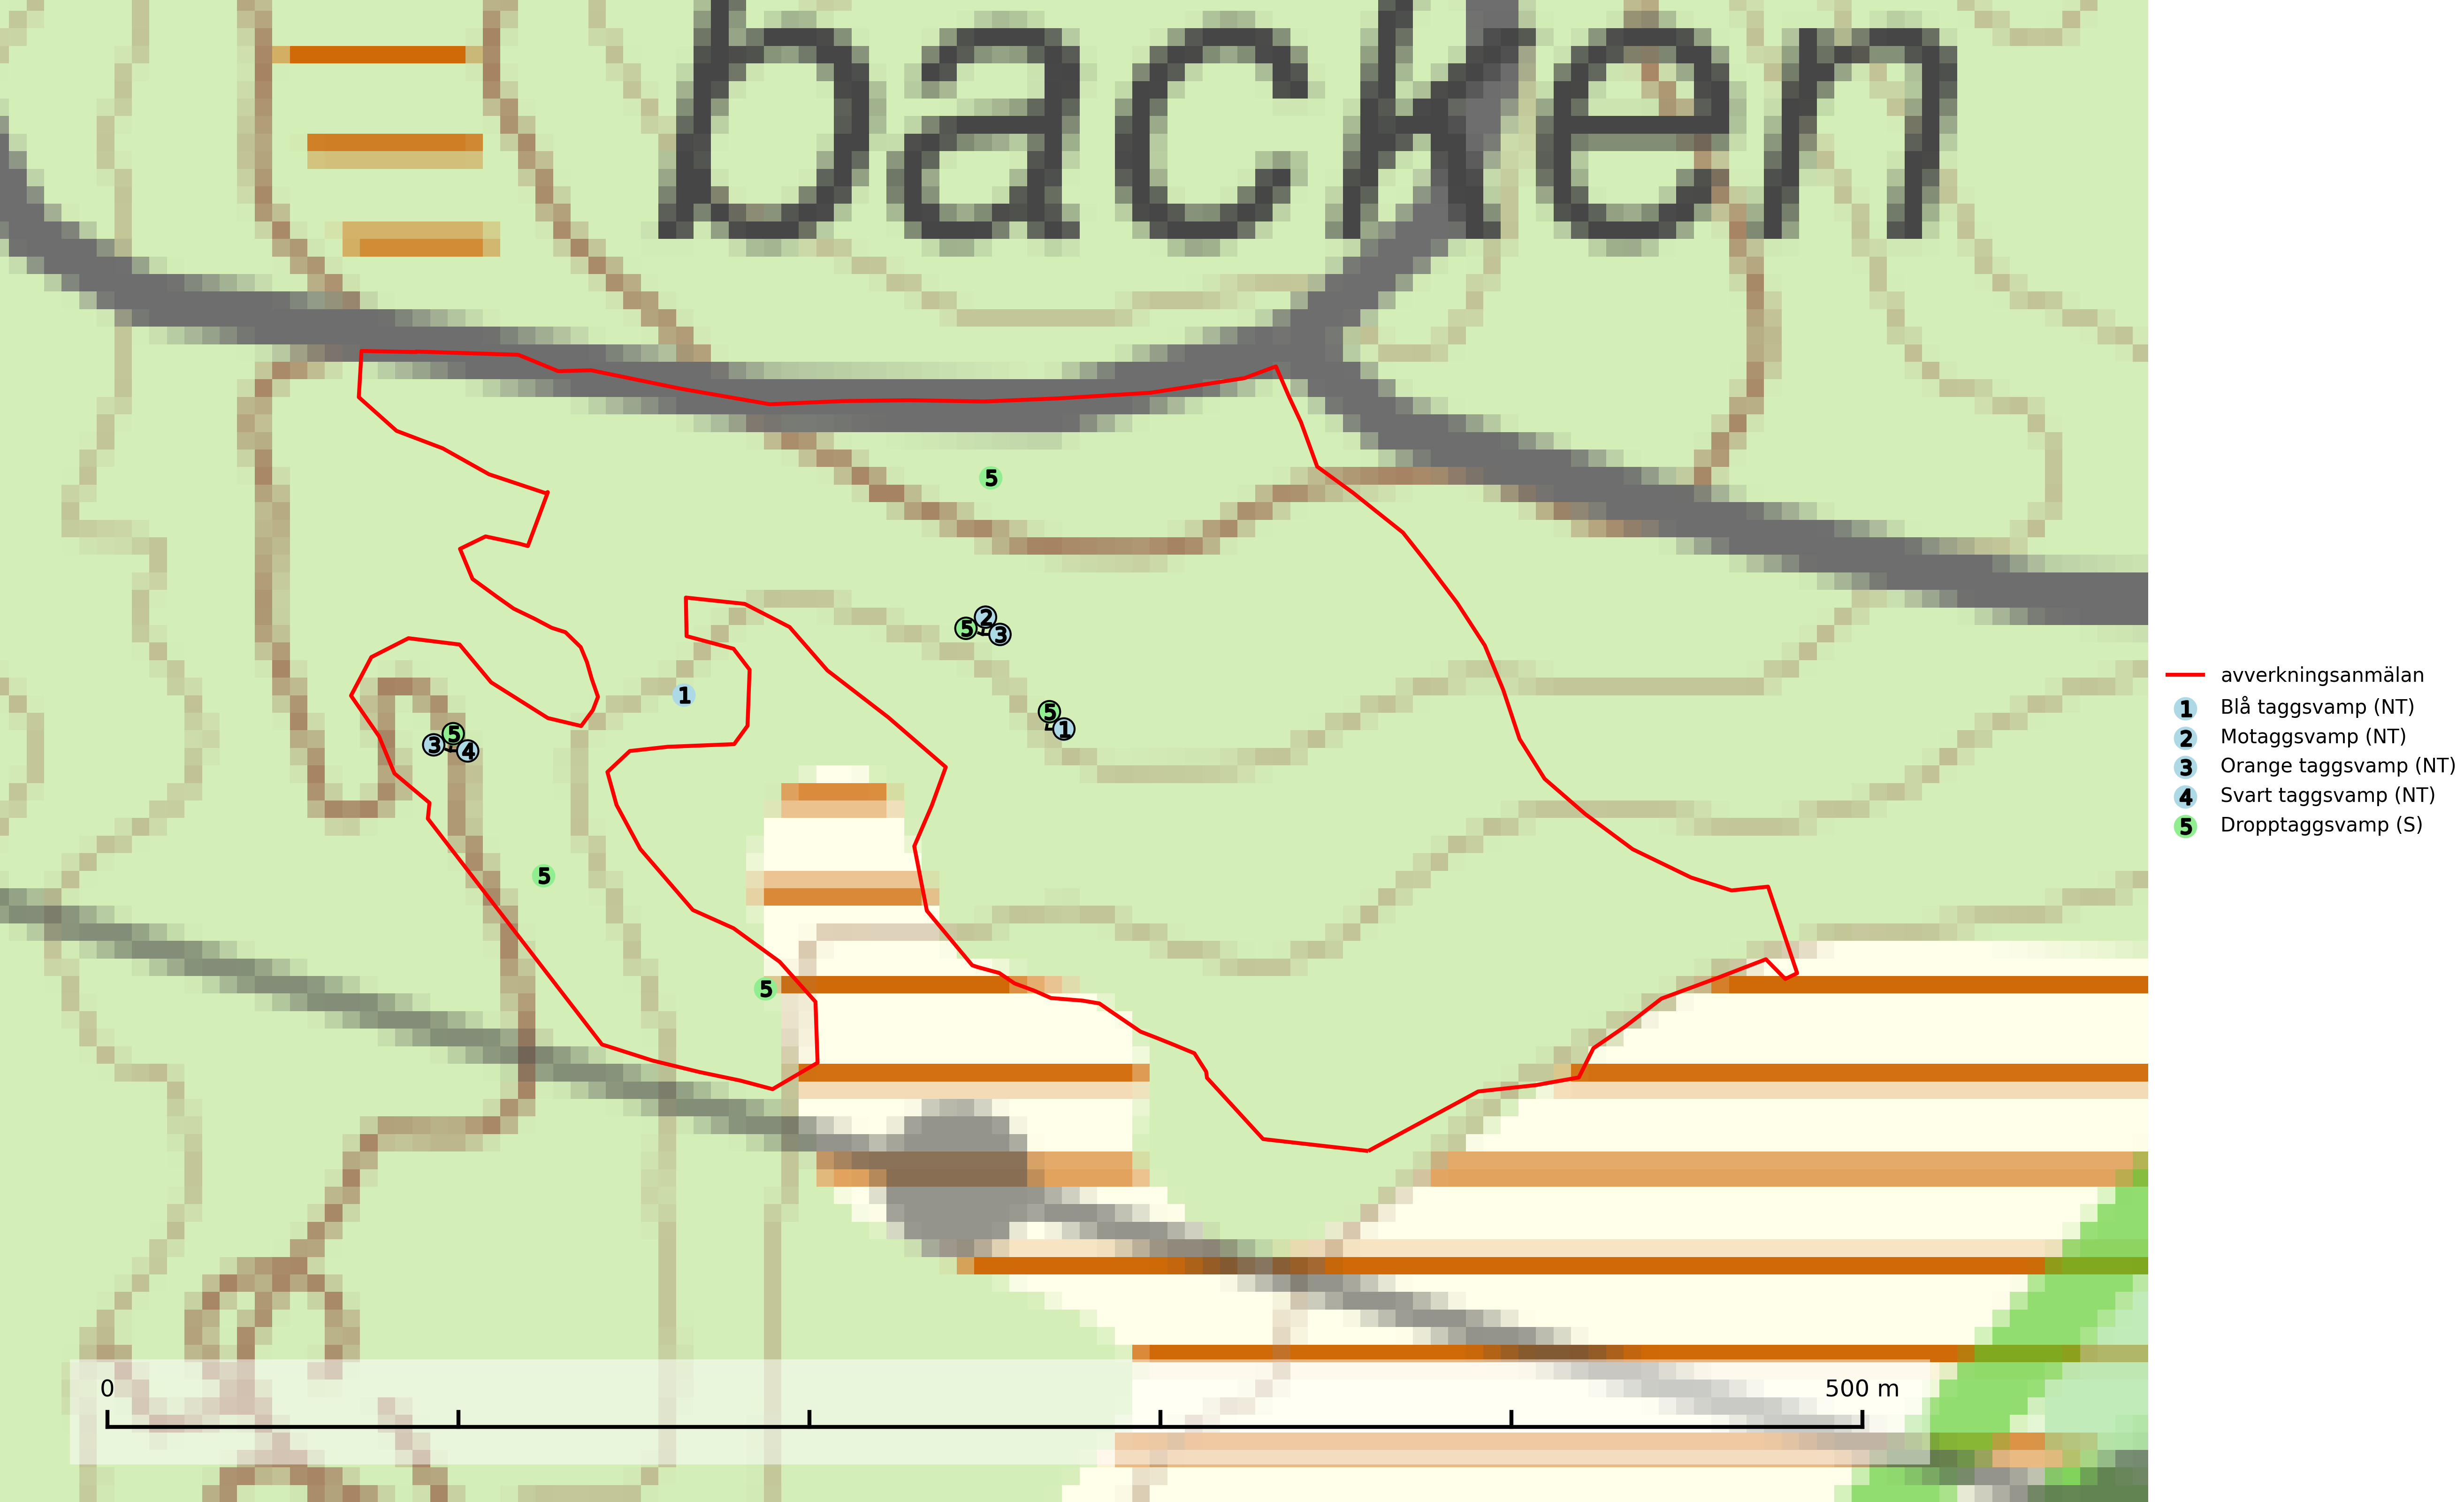 backen
5
2
5 3
1
5
1
5
3 4
5
5
avverkningsanmälan
1 Blå taggsvamp (NT)
2 Motaggsvamp (NT)
3 Orange taggsvamp (NT)
4 Svart taggsvamp (NT)
5 Dropptaggsvamp (S)
0 500 m